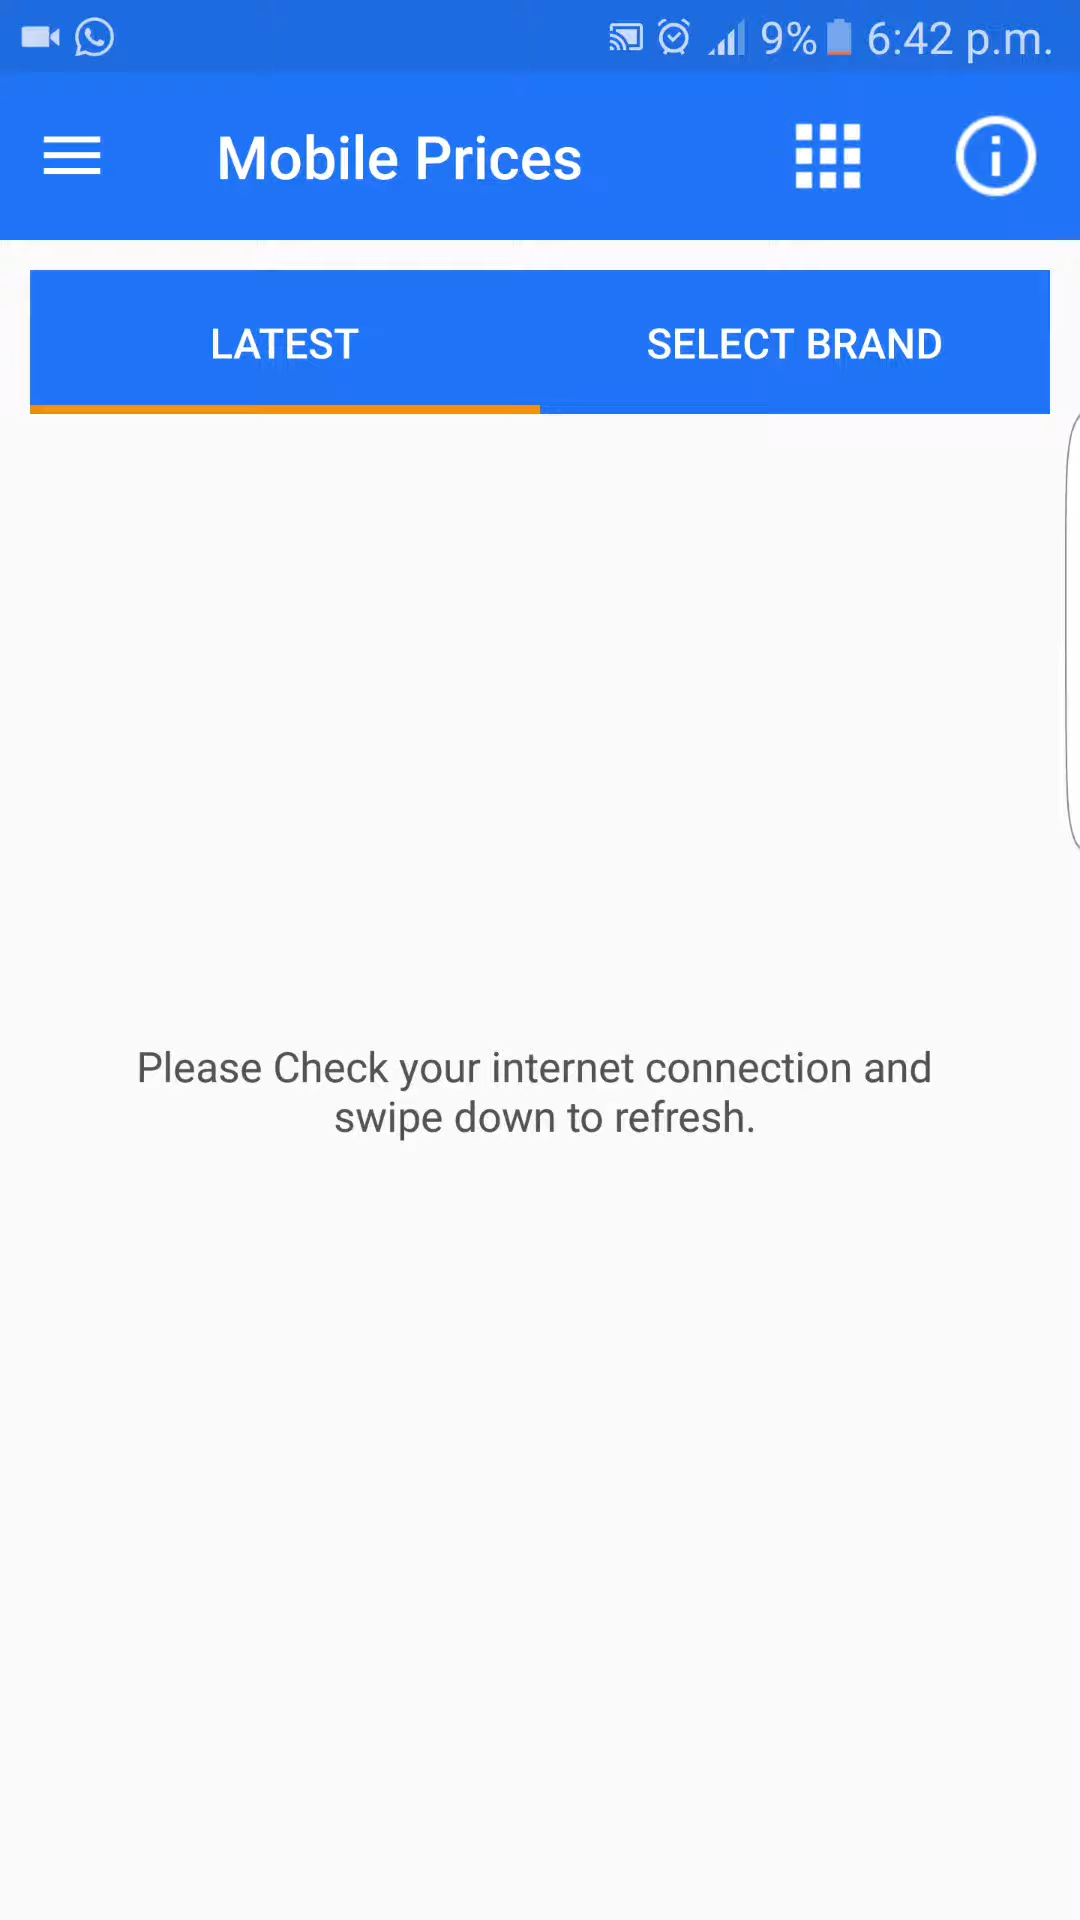 9% 6:42 p.m.
Mobile Prices
LATEST
SELECT BRAND
Please Check your internet connection and
swipe down to refresh.